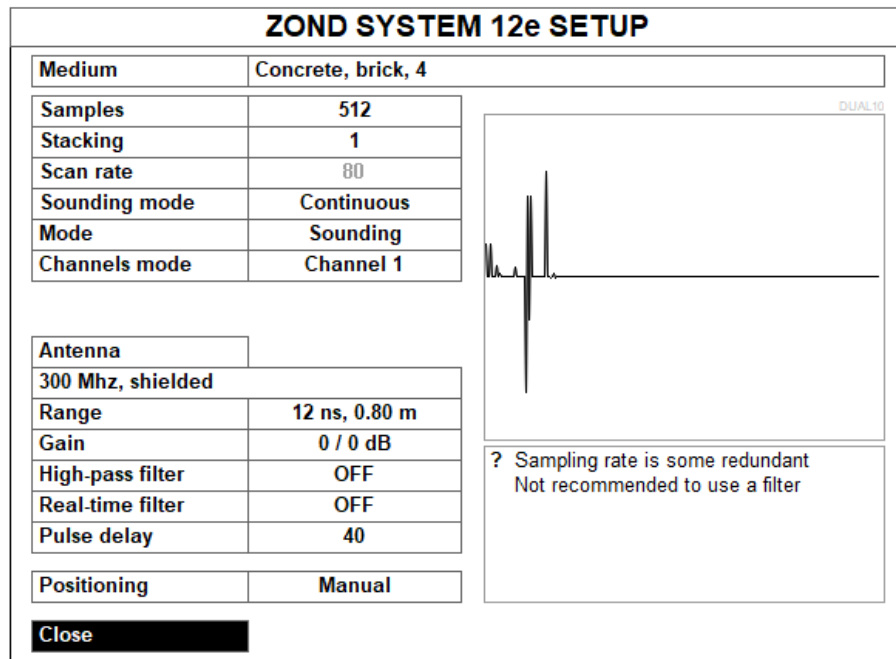 ZOND SYSTEM 12e SETUP
Medium Concrete, brick, 4
Samples 512
Stacking 1
Scan rate 80
Sounding mode Continuous
Mode Sounding
Channels mode Channel 1
Antenna
300 Mhz, shielded
Range 12 ns, 0.80 m
Gain 0 / 0 dB
High-pass filter OFF
Real-time filter OFF
Pulse delay 40
Positioning Manual
Close
DUAL10
? Sampling rate is some redundant
Not recommended to use a filter